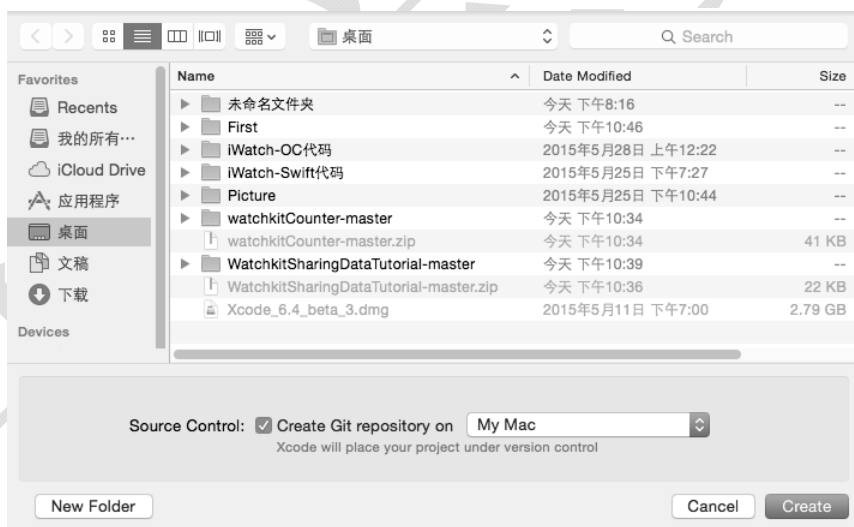 桌面
Search
Favorites
Recents
我的所有…
iCloud Drive
应用程序
桌面
文稿
下载
Devices
Name Date Modified Size
未命名文件夹 今天 下午8:16 --
First 今天 下午10:46 --
iWatch-OC代码 2015年5月28日 上午12:22 --
iWatch-Swift代码 2015年5月25日 下午7:27 --
Picture 2015年5月25日 下午10:44 --
watchkitCounter-master 今天 下午10:34 --
watchkitCounter-master.zip 今天 下午10:34 41 KB
WatchkitSharingDataTutorial-master 今天 下午10:39 --
WatchkitSharingDataTutorial-master.zip 今天 下午10:36 22 KB
Xcode_6.4_beta_3.dmg 2015年5月11日 下午7:00 2.79 GB
Source Control: Create Git repository on My Mac
Xcode will place your project under version control
New Folder Cancel Create